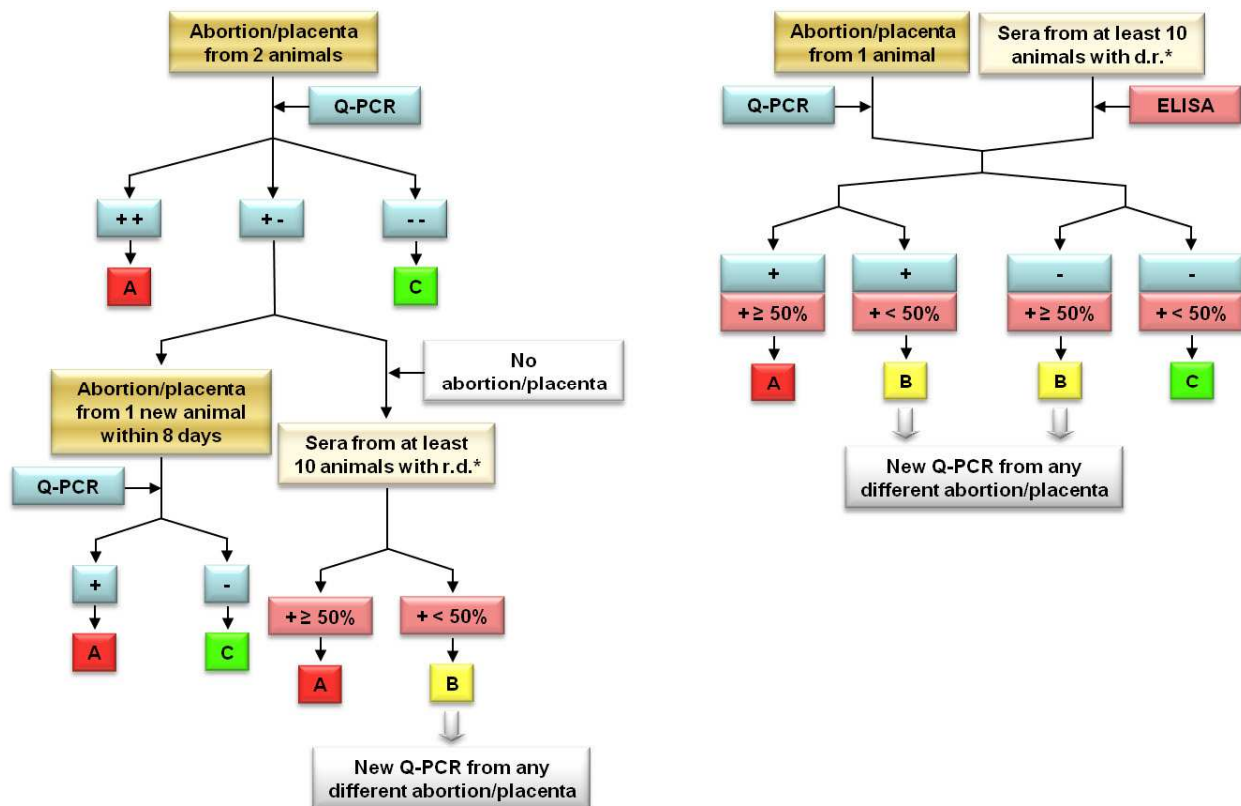 Abortion/placenta
from 2 animals
Q-PCR
+ +
+ -
- -
A
C
No
abortion/placenta
Abortion/placenta
from 1 new animal
within 8 days
Sera from at least
10 animals with r.d.*
Q-PCR
+
-
A
C
+ ≥ 50%
+ < 50%
A
B
New Q-PCR from any
different abortion/placenta
Abortion/placenta
from 1 animal
Sera from at least 10
animals with d.r.*
Q-PCR
ELISA
+
+
-
-
+ ≥ 50%
+ < 50%
+ ≥ 50%
+ < 50%
A
B
B
C
New Q-PCR from any
different abortion/placenta